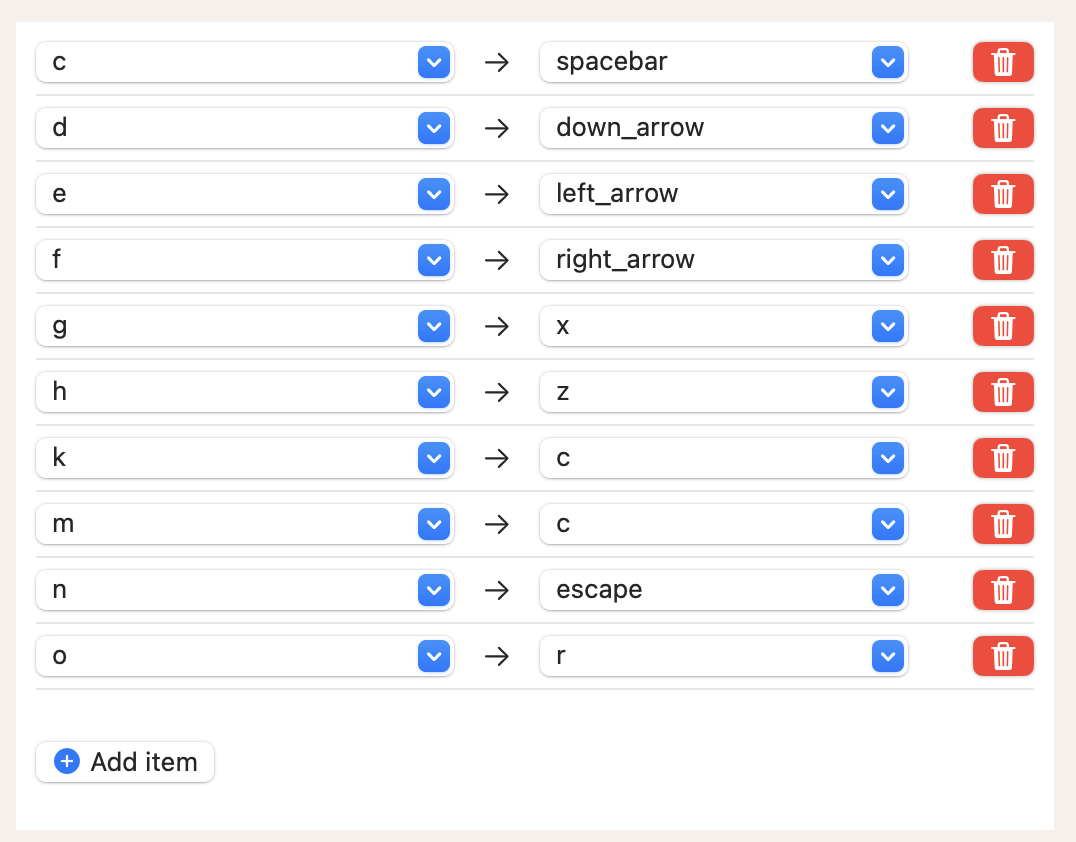 c → spacebar
d → down_arrow
e → left_arrow
f → right_arrow
g → x
h → z
k → c
m → c
n → escape
o → r
Add item